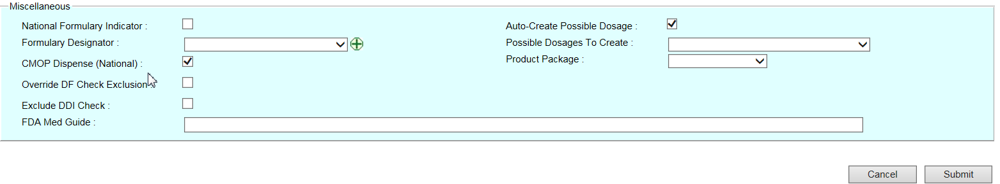 Miscellaneous
National Formulary Indicator :
Auto-Create Possible Dosage :
Formulary Designator :
Possible Dosages To Create :
CMOP Dispense (National) :
Product Package :
Override DF Check Exclusion :
Exclude DDI Check :
FDA Med Guide :
Cancel
Submit